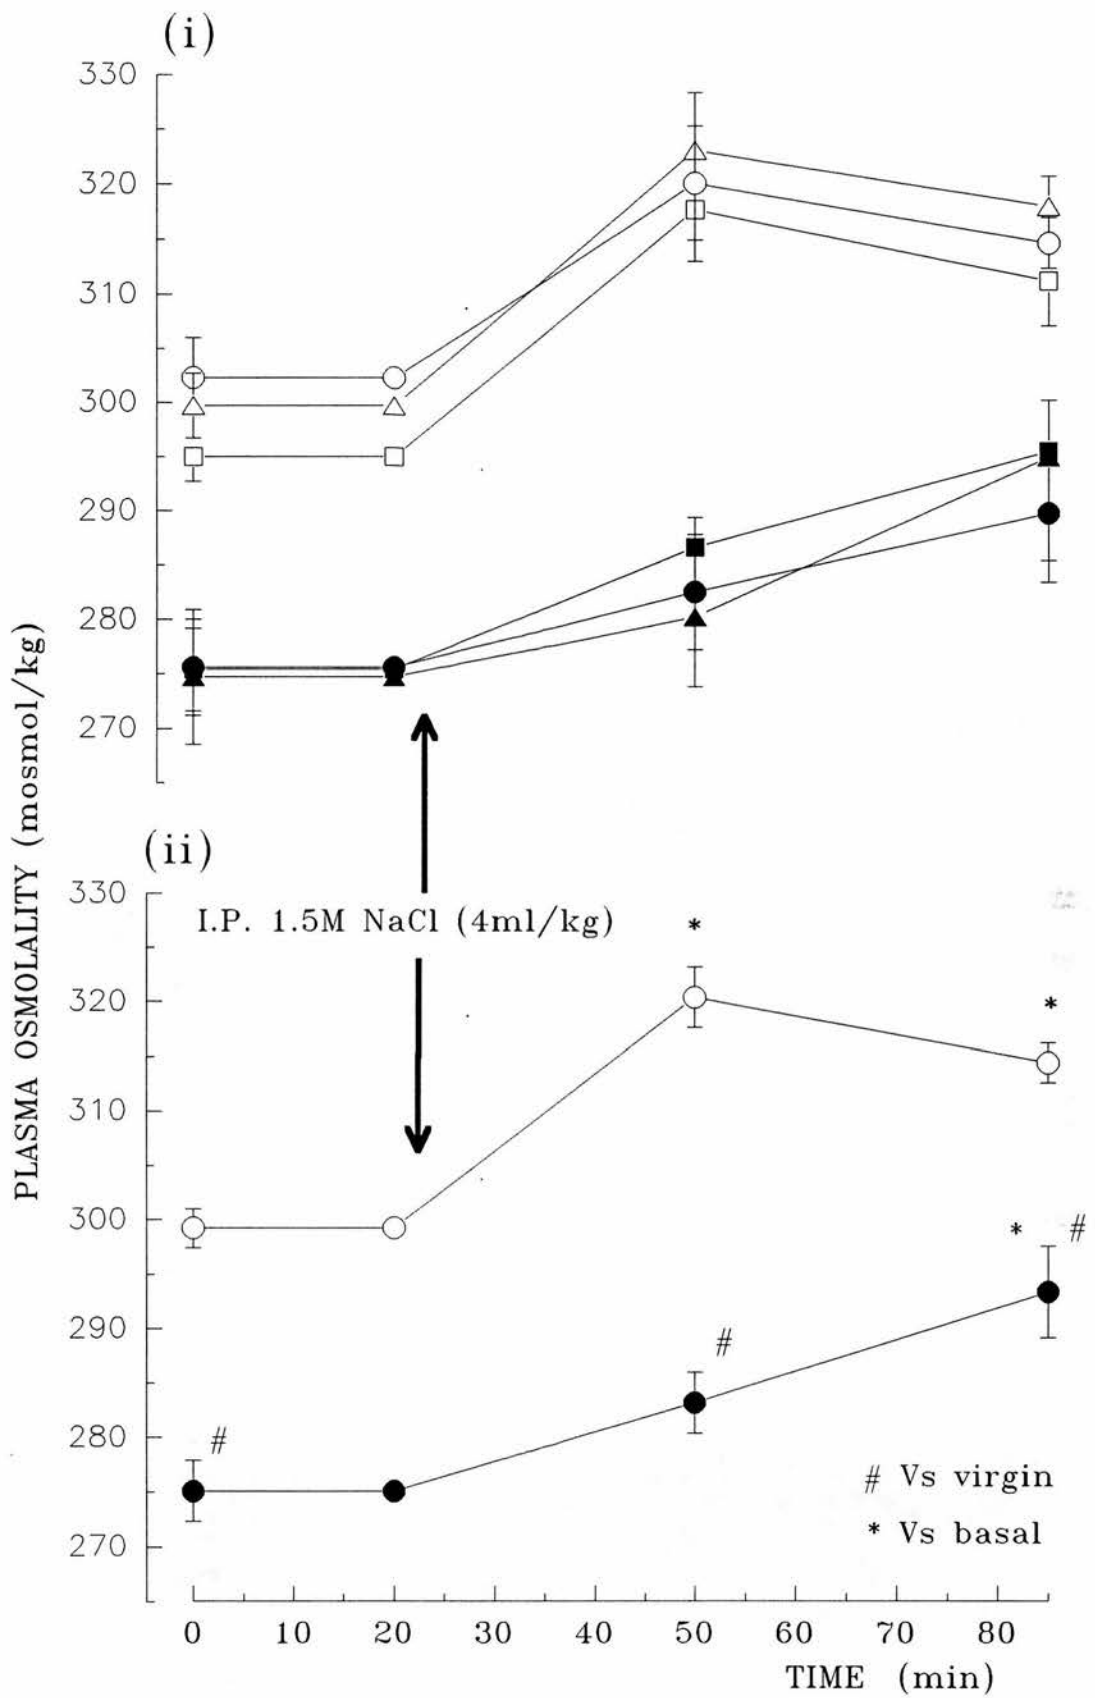 (i)
330
320
310
300
290
280
270
PLASMA OSMOLALITY (mosmol/kg)
(ii)
I.P. 1.5M NaCl (4ml/kg)
330
320
310
300
290
280
270
*
*
* #
#
#
# Vs virgin
* Vs basal
0 10 20 30 40 50 60 70 80
TIME (min)